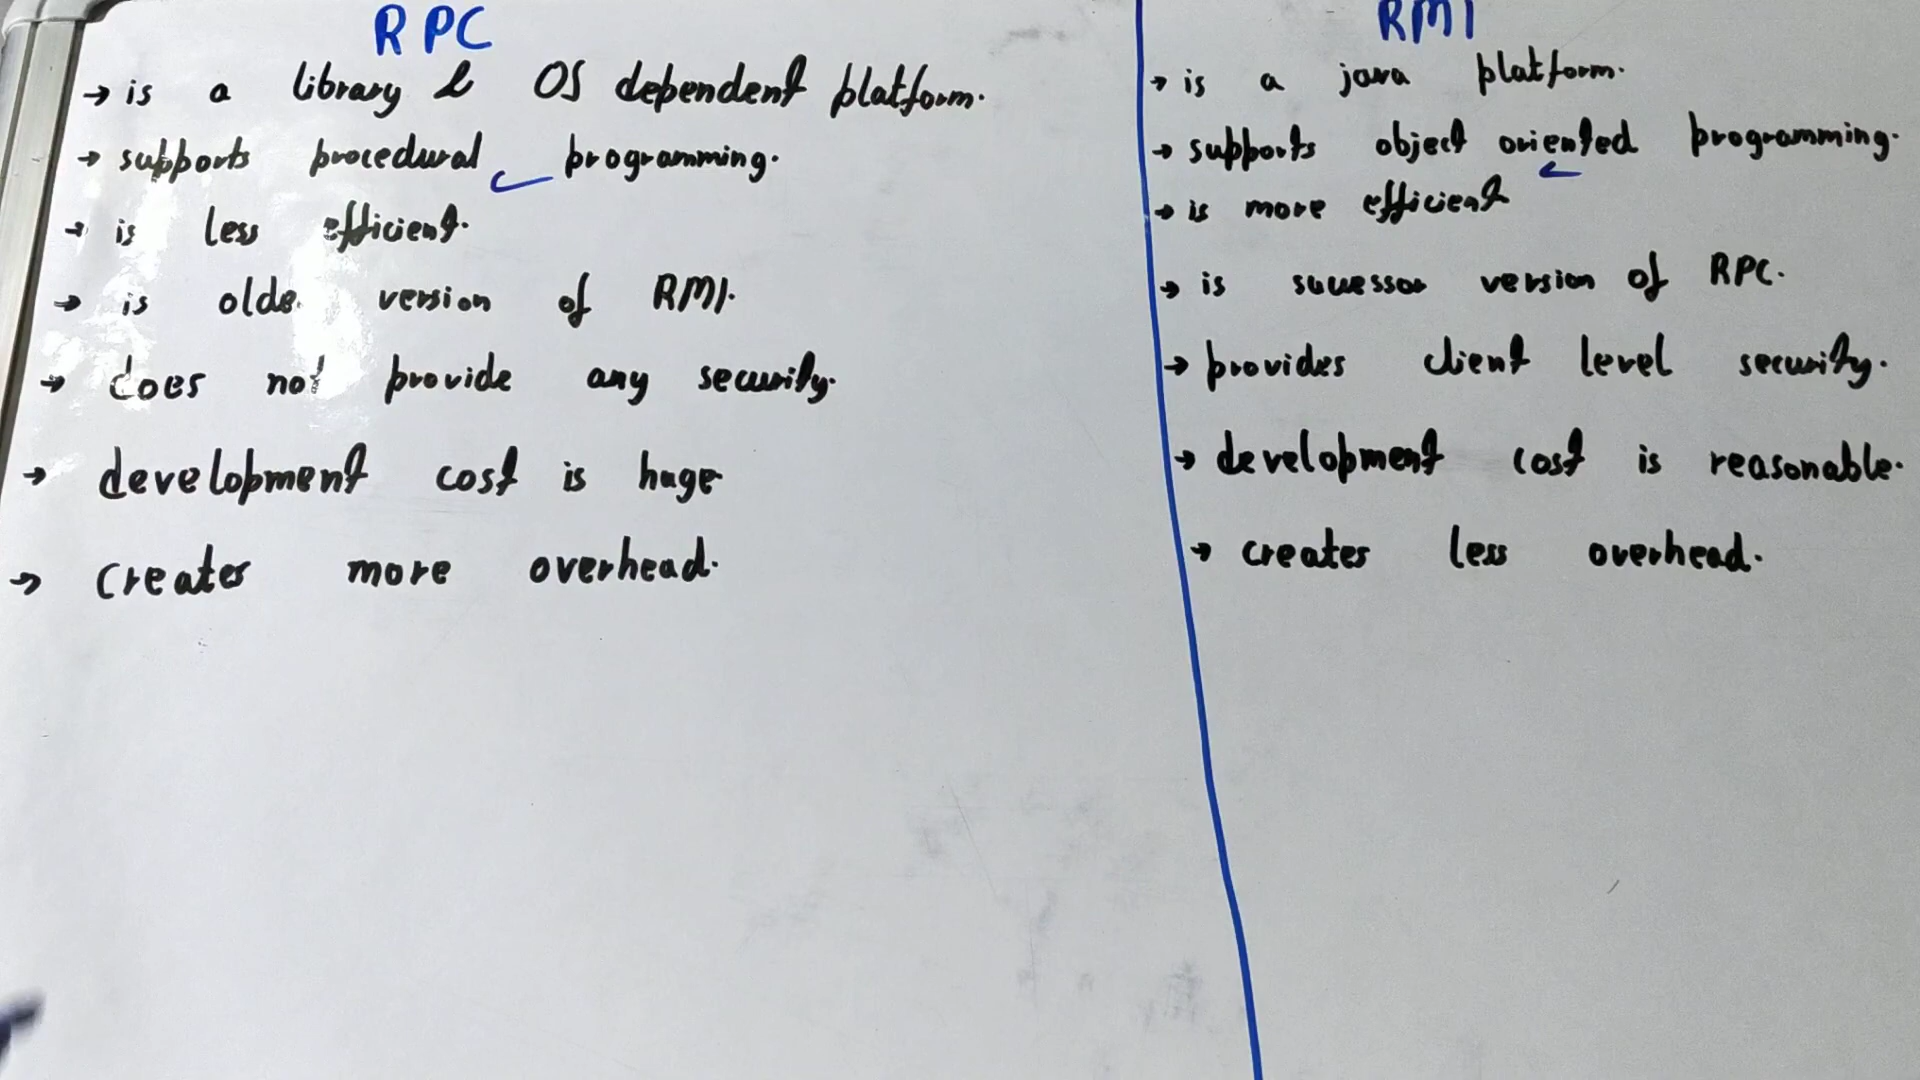 RPC
→ is a library & OS dependent platform.
→ supports procedural programming.
→ is less efficient.
→ is olde version of RMI.
→ does not provide any security.
→ development cost is huge
→ creates more overhead.
RMI
→ is a java platform.
→ supports object oriented programming.
→ is more efficient
→ is sucessor version of RPC.
→ provides client level security.
→ development cost is reasonable.
→ creates less overhead.